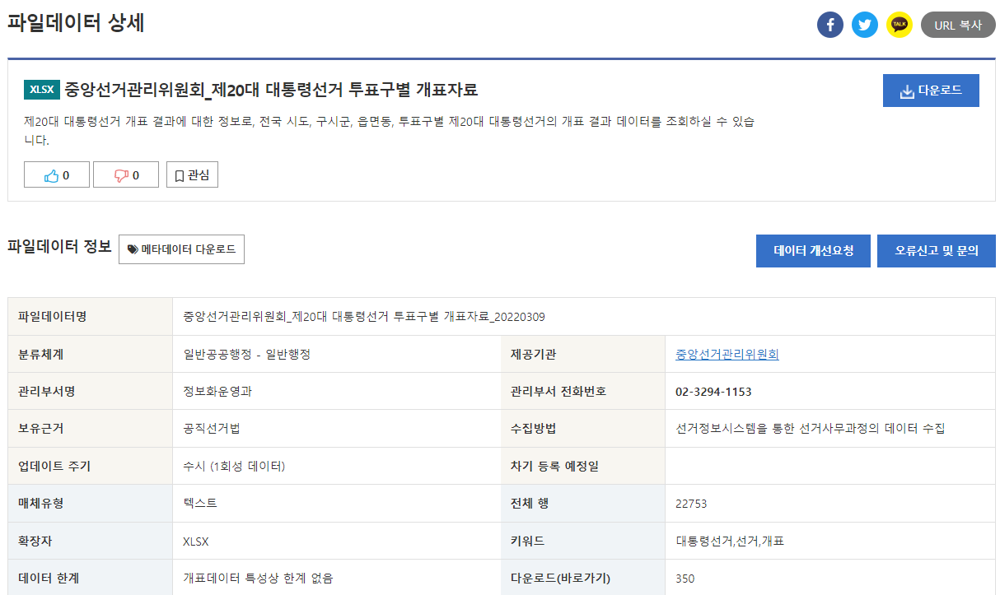 파일데이터 상세
TALK
URL 복사
XLSX 중앙선거관리위원회_제20대 대통령선거 투표구별 개표자료
다운로드
제20대 대통령선거 개표 결과에 대한 정보로, 전국 시도, 구시군, 읍면동, 투표구별 제20대 대통령선거의 개표 결과 데이터를 조회하실 수 있습
니다.
0
0
관심
파일데이터 정보
메타데이터 다운로드
데이터 개선요청
오류신고 및 문의
파일데이터명 중앙선거관리위원회_제20대 대통령선거 투표구별 개표자료_20220309
분류체계 일반공공행정 - 일반행정 제공기관 중앙선거관리위원회
관리부서명 정보화운영과 관리부서 전화번호 02-3294-1153
보유근거 공직선거법 수집방법 선거정보시스템을 통한 선거사무과정의 데이터 수집
업데이트 주기 수시 (1회성 데이터) 차기 등록 예정일
매체유형 텍스트 전체 행 22753
확장자 XLSX 키워드 대통령선거,선거,개표
데이터 한계 개표데이터 특성상 한계 없음 다운로드(바로가기) 350